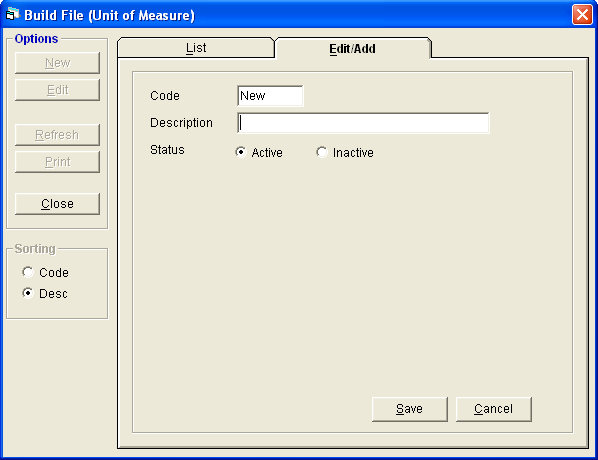 Build File (Unit of Measure)
Options
New
Edit
Refresh
Print
Close
Sorting
Code
Desc
List
Edit/Add
Code New
Description
Status Active Inactive
Save Cancel